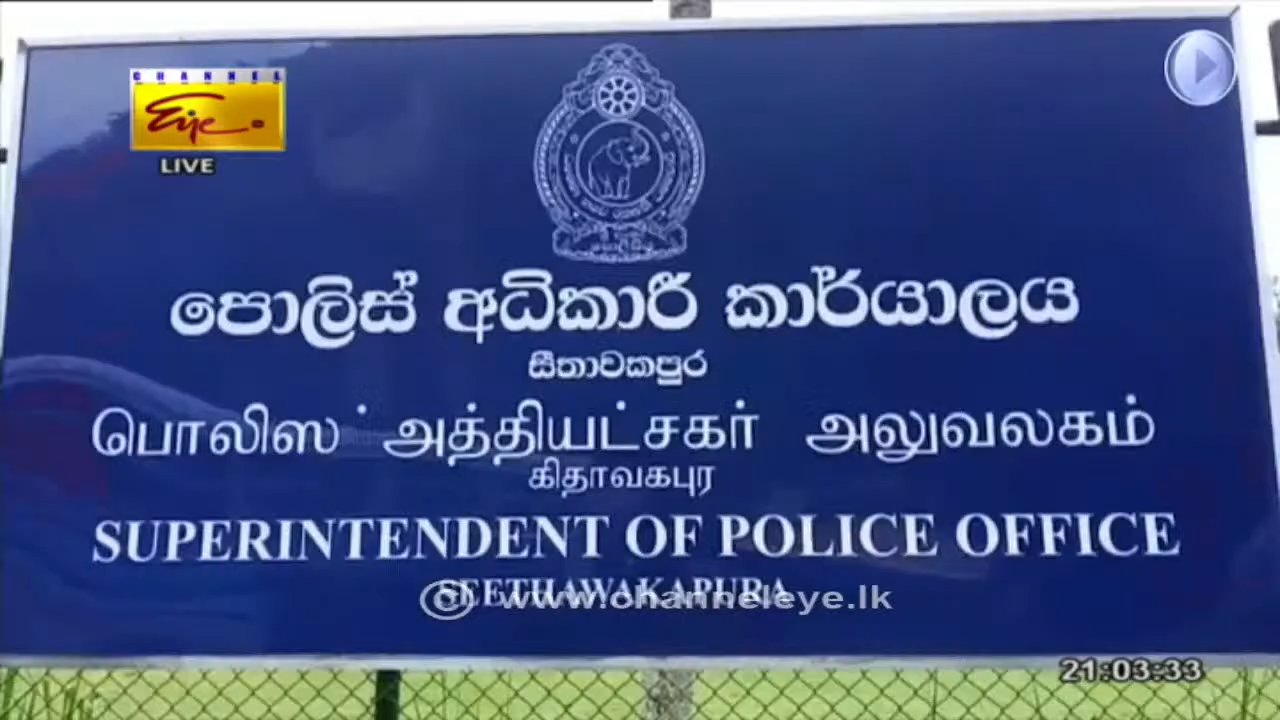 CHANNEL
Eye
LIVE
පොලිස් අධිකාරී කාර්යාලය
සීතාවකපුර
பொலிஸ் அத்தியட்சகர் அலுவலகம்
கிதாவகபுர
SUPERINTENDENT OF POLICE OFFICE
SEETHAWAKAPURA
© www.channeleye.lk
21:03:33